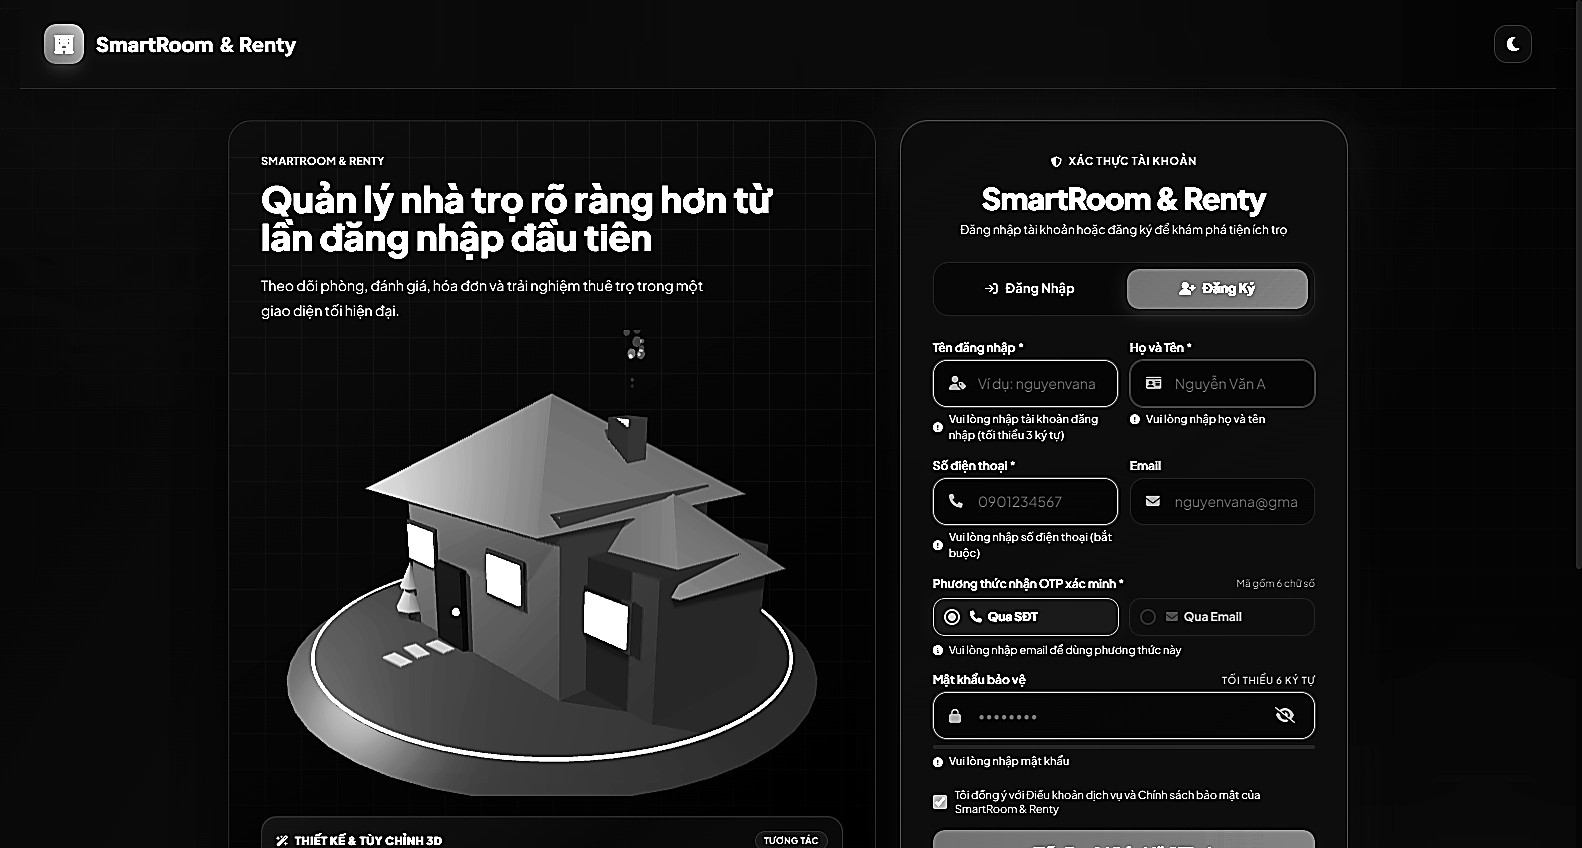 SmartRoom & Renty
SMARTROOM & RENTY
Quản lý nhà trọ rõ ràng hơn từ
lần đăng nhập đầu tiên
Theo dõi phòng, đánh giá, hóa đơn và trải nghiệm thuê trọ trong một
giao diện tối hiện đại.
THIẾT KẾ & TÙY CHỈNH 3D
TƯƠNG TÁC
XÁC THỰC TÀI KHOẢN
SmartRoom & Renty
Đăng nhập tài khoản hoặc đăng ký để khám phá tiện ích trọ
Đăng Nhập
Đăng Ký
Tên đăng nhập *
Họ và Tên *
Ví dụ: nguyenvana
Nguyễn Văn A
Vui lòng nhập tài khoản đăng
nhập (tối thiểu 3 ký tự)
Vui lòng nhập họ và tên
Số điện thoại *
Email
0901234567
nguyenvana@gma
Vui lòng nhập số điện thoại (bắt
buộc)
Phương thức nhận OTP xác minh *
Mã gồm 6 chữ số
Qua SĐT
Qua Email
Vui lòng nhập email để dùng phương thức này
Mật khẩu bảo vệ
TỐI THIỂU 6 KÝ TỰ
Vui lòng nhập mật khẩu
Tôi đồng ý với Điều khoản dịch vụ và Chính sách bảo mật của
SmartRoom & Renty